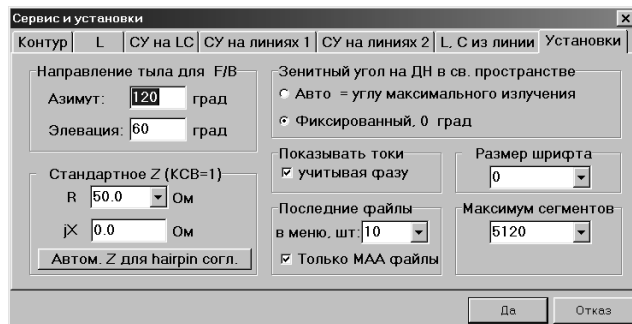 Сервис и установки
Контур L СУ на LC СУ на линиях 1 СУ на линиях 2 L, C из линии Установки
Направление тыла для F/B
Азимут: 120 град
Элевация: 60 град
Зенитный угол на ДН в св. пространстве
Авто = углу максимального излучения
Фиксированный, 0 град
Стандартное Z (КСВ=1)
R 50.0 Ом
jX 0.0 Ом
Автом. Z для hairpin согл.
Показывать токи
учитывая фазу
Размер шрифта
0
Последние файлы
в меню, шт: 10
Только MAA файлы
Максимум сегментов
5120
Да Отказ